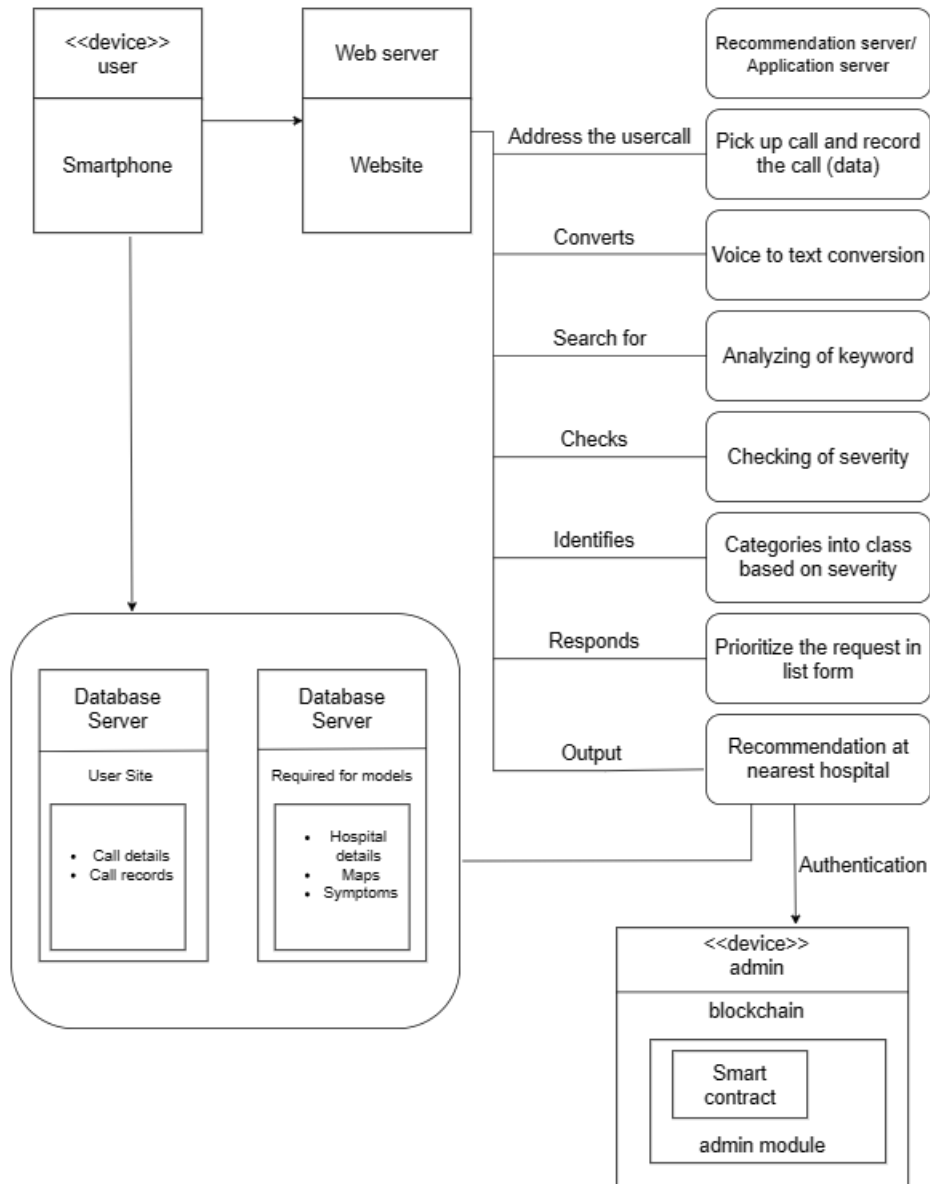 <<device>>
user
Smartphone
Web server
Website
Recommendation server/
Application server
Address the usercall
Pick up call and record
the call (data)
Converts
Voice to text conversion
Search for
Analyzing of keyword
Checks
Checking of severity
Identifies
Categories into class
based on severity
Responds
Prioritize the request in
list form
Output
Recommendation at
nearest hospital
Database
Server
User Site
• Call details
• Call records
Database
Server
Required for models
• Hospital
details
• Maps
• Symptoms
Authentication
<<device>>
admin
blockchain
Smart
contract
admin module